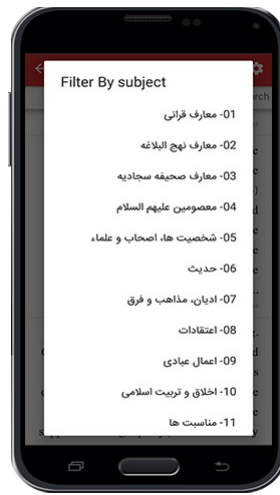 Filter By subject
01- معارف قرانی
02- معارف نهج البلاغه
03- معارف صحیفه سجادیه
04- معصومین علیهم السلام
05- شخصیت ها، اصحاب و علماء
06- حدیث
07- ادیان، مذاهب و فرق
08- اعتقادات
09- اعمال عبادی
10- اخلاق و تربیت اسلامی
11- مناسبت ها